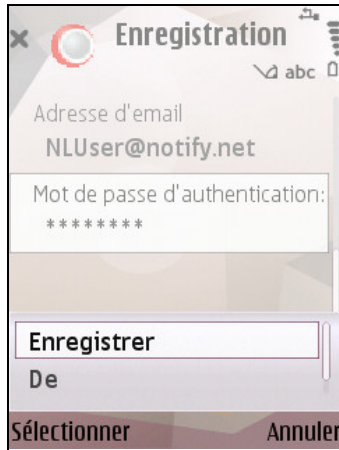 Enregistration
abc
Adresse d'email
NLUser@notify.net
Mot de passe d'authentication:
********
Enregistrer
De
Sélectionner Annuler